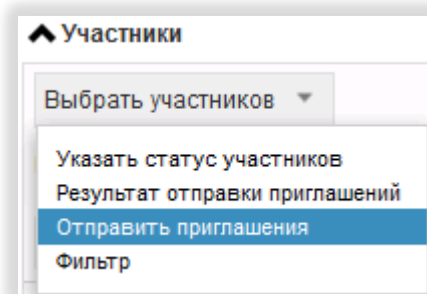 Участники
Выбрать участников
Указать статус участников
Результат отправки приглашений
Отправить приглашения
Фильтр